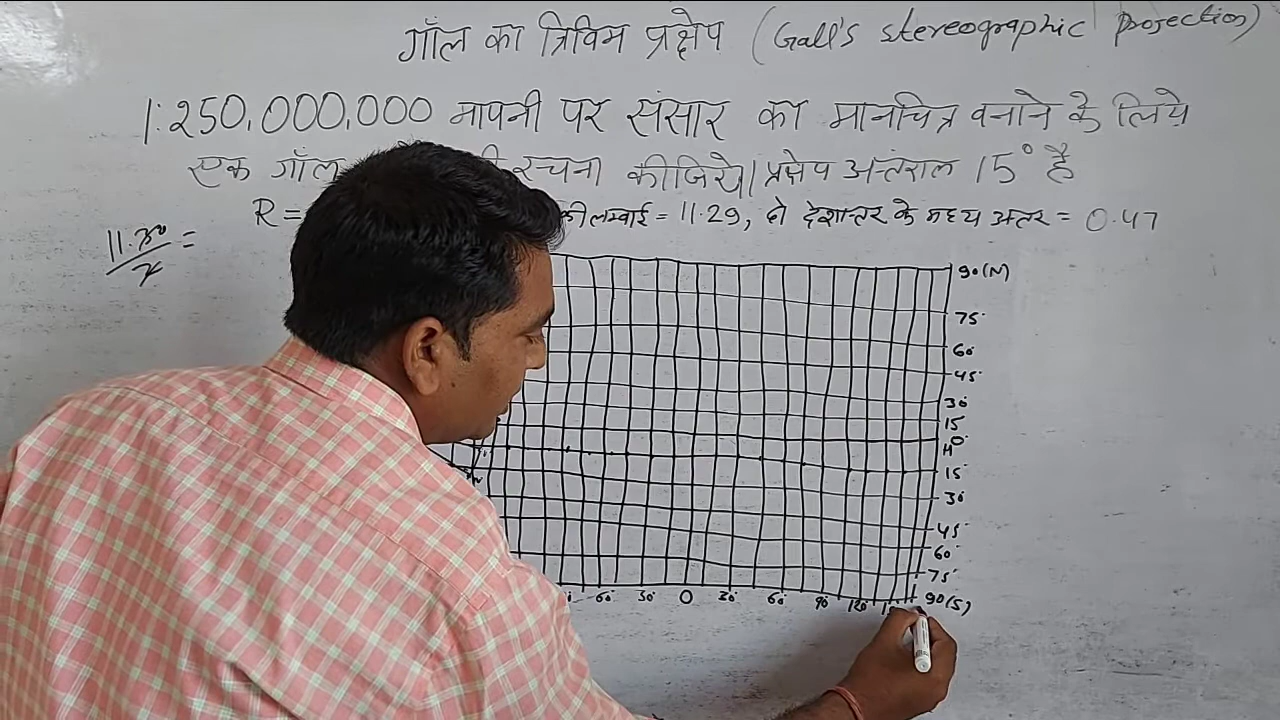 गॉल का त्रिविम प्रक्षेप (Gall's stereographic projection)
1:250,000,000 मापनी पर संसार का मानचित्र बनाने के लिये
एक गॉल रचना कीजिये। प्रक्षेप अन्तराल 15° है
R = की लम्बाई = 11.29, दो देशान्तर के मध्य अन्तर = 0.47
90(N)
75°
60°
45°
30°
15
0°
15°
30°
45°
60°
75°
60° 30° 0 30° 60° 90° 120° 90(S)